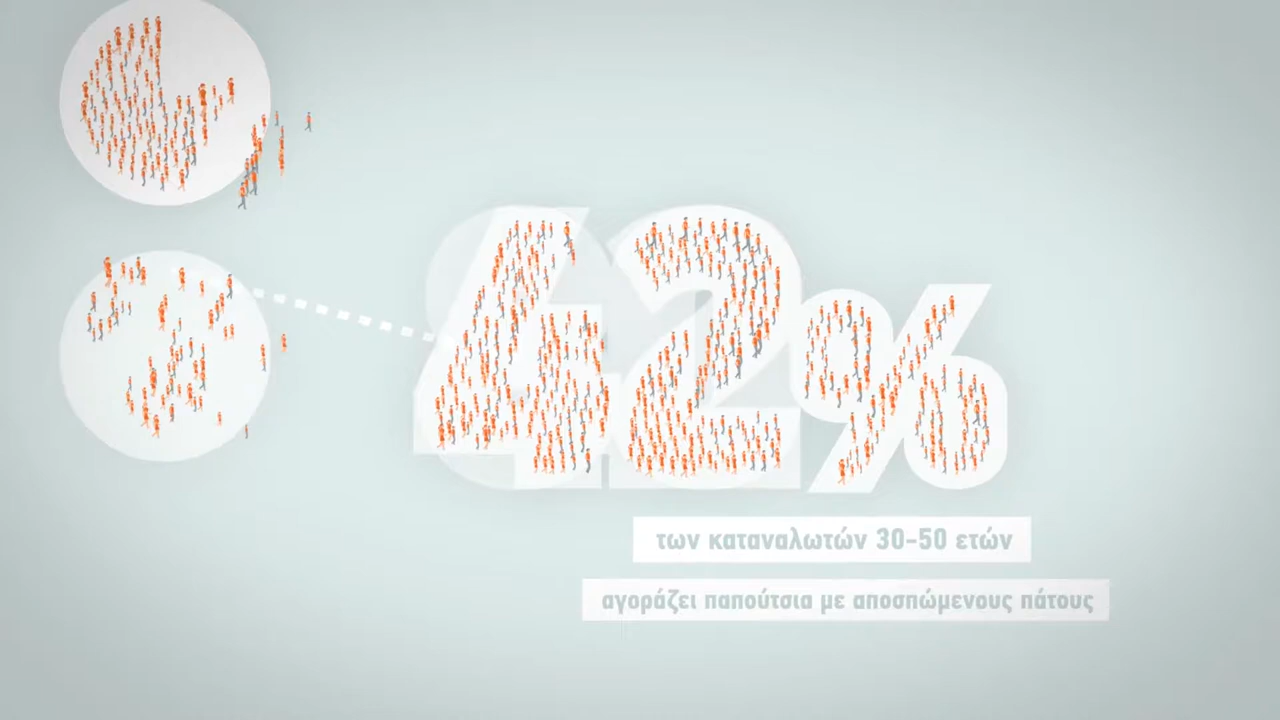 42%
των καταναλωτών 30-50 ετών
αγοράζει παπούτσια με αποσπώμενους πάτους